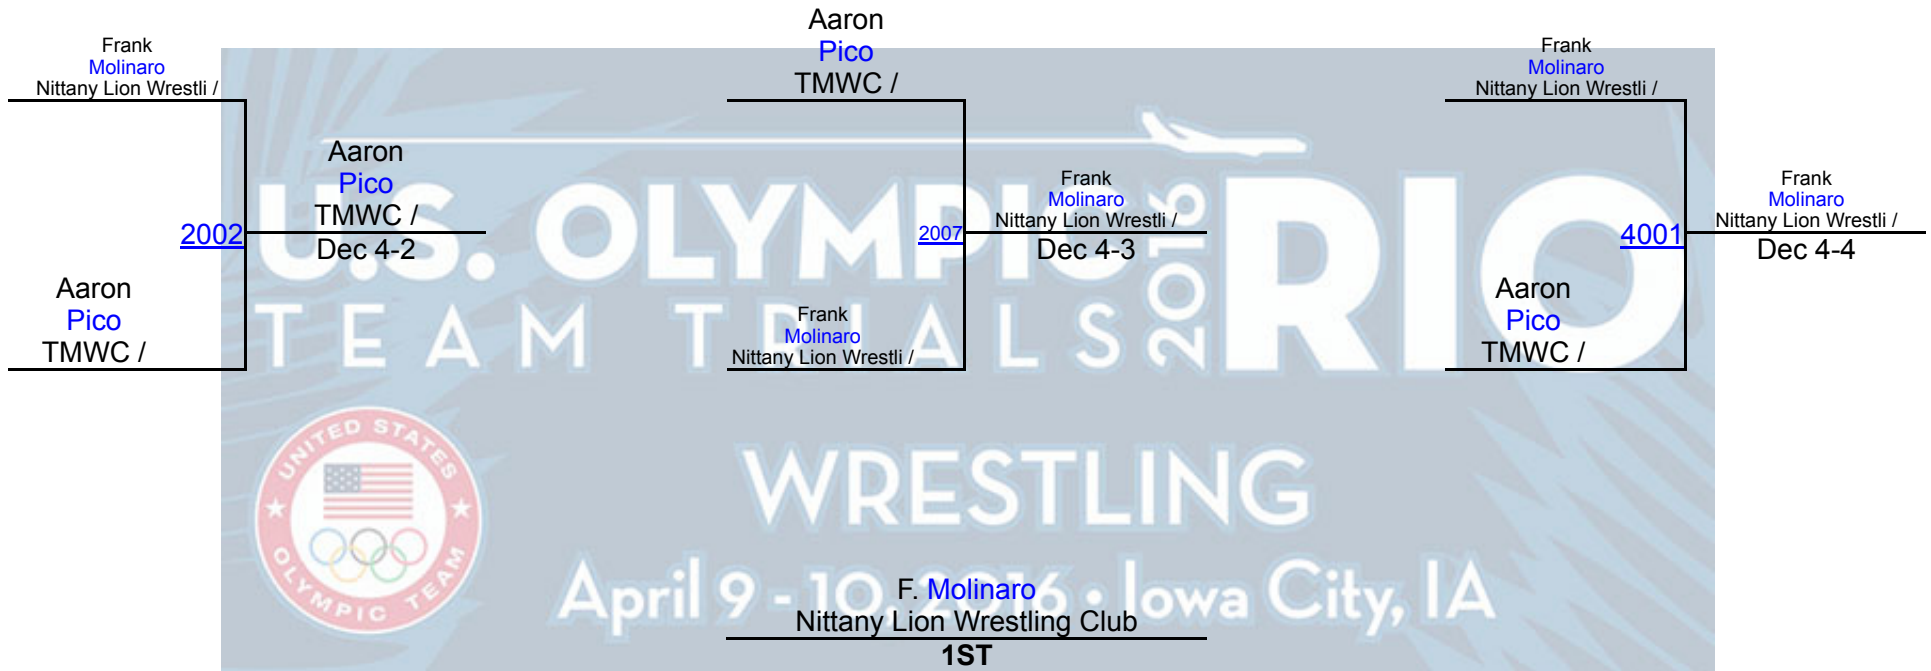 Frank
Molinaro
Nittany Lion Wrestli /
2002
Aaron
Pico
TMWC /
Aaron
Pico
TMWC /
Dec 4-2
Aaron
Pico
TMWC /
2007
Frank
Molinaro
Nittany Lion Wrestli /
Frank
Molinaro
Nittany Lion Wrestli /
Dec 4-3
Frank
Molinaro
Nittany Lion Wrestli /
4001
Aaron
Pico
TMWC /
Frank
Molinaro
Nittany Lion Wrestli /
Dec 4-4
U.S. OLYMPIC
TEAM TRIALS
2016
RIO
UNITED STATES
OLYMPIC TEAM
WRESTLING
April 9 - 10, 2016 • Iowa City, IA
F. Molinaro
Nittany Lion Wrestling Club
1ST